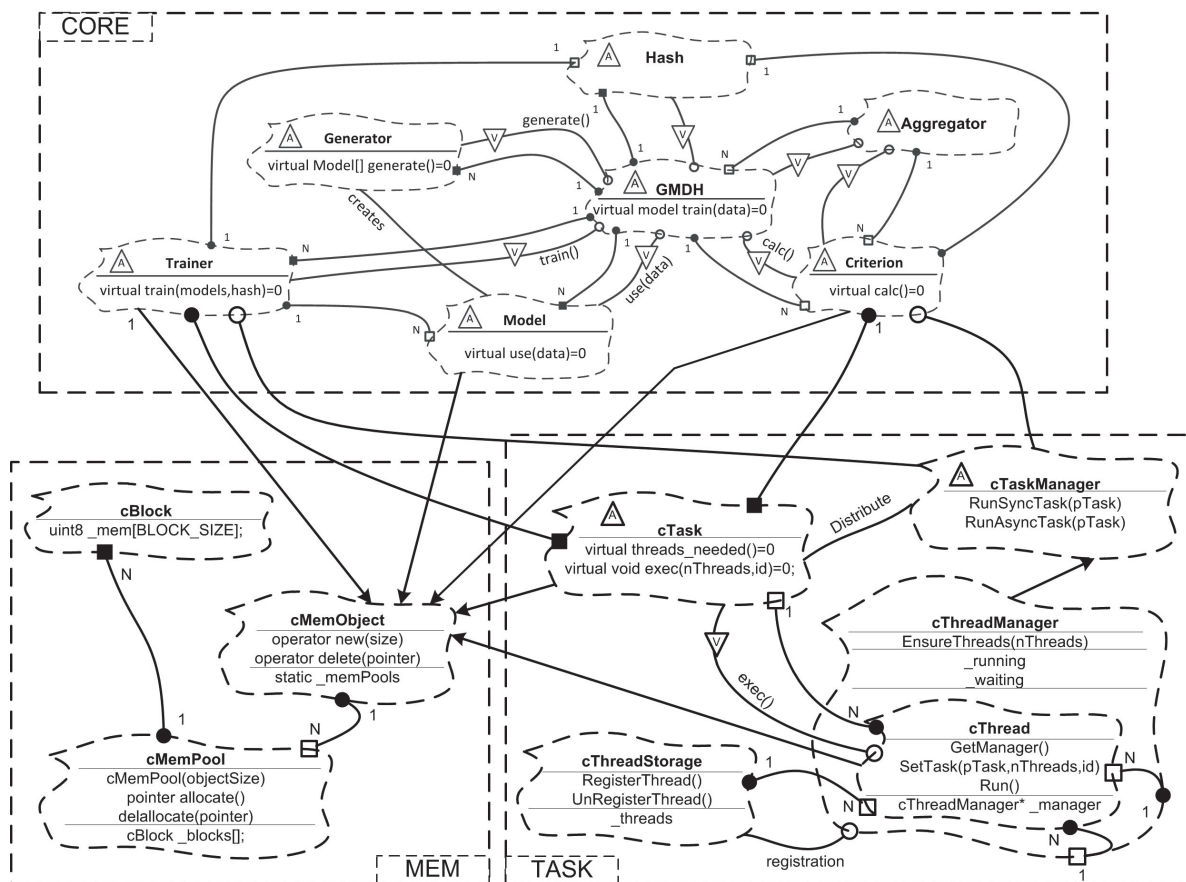 CORE
A
Hash
1
1
1
1
A
Generator
virtual Model[] generate()=0
V
generate()
N
V
1
A
Aggregator
1
V
V
N
1
A
GMDH
virtual model train(data)=0
1
1
1
1
N
creates
1
N
A
Trainer
virtual train(models,hash)=0
V
train()
V
use(data)
calc()
V
A
Criterion
virtual calc()=0
N
N
1
N
A
Model
virtual use(data)=0
1
1
cBlock
uint8 _mem[BLOCK_SIZE];
N
A
cTask
virtual threads_needed()=0
virtual void exec(nThreads,id)=0;
Distribute
A
cTaskManager
RunSyncTask(pTask)
RunAsyncTask(pTask)
cMemObject
operator new(size)
operator delete(pointer)
static _memPools
1
V
exec()
cThreadManager
EnsureThreads(nThreads)
_running
_waiting
1
1
N
N
cMemPool
cMemPool(objectSize)
pointer allocate()
delallocate(pointer)
cBlock _blocks[];
cThreadStorage
RegisterThread()
UnRegisterThread()
_threads
1
N
cThread
GetManager()
SetTask(pTask,nThreads,id)
Run()
cThreadManager* _manager
N
1
N
1
registration
MEM
TASK